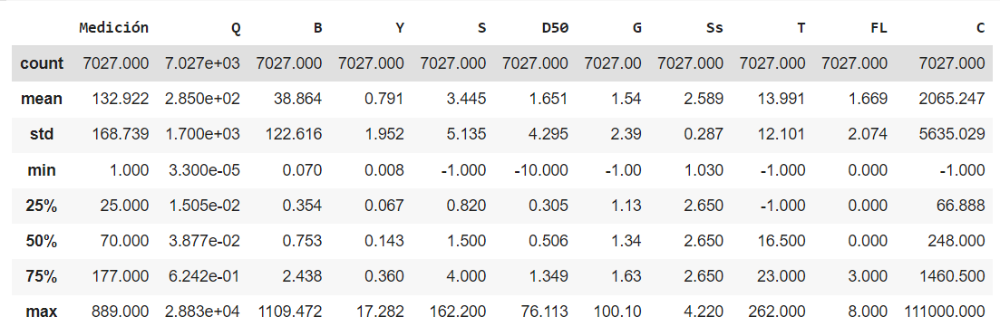 Medición Q B Y S D50 G Ss T FL C
count 7027.000 7.027e+03 7027.000 7027.000 7027.000 7027.000 7027.00 7027.000 7027.000 7027.000 7027.000
mean 132.922 2.850e+02 38.864 0.791 3.445 1.651 1.54 2.589 13.991 1.669 2065.247
std 168.739 1.700e+03 122.616 1.952 5.135 4.295 2.39 0.287 12.101 2.074 5635.029
min 1.000 3.300e-05 0.070 0.008 -1.000 -10.000 -1.00 1.030 -1.000 0.000 -1.000
25% 25.000 1.505e-02 0.354 0.067 0.820 0.305 1.13 2.650 -1.000 0.000 66.888
50% 70.000 3.877e-02 0.753 0.143 1.500 0.506 1.34 2.650 16.500 0.000 248.000
75% 177.000 6.242e-01 2.438 0.360 4.000 1.349 1.63 2.650 23.000 3.000 1460.500
max 889.000 2.883e+04 1109.472 17.282 162.200 76.113 100.10 4.220 262.000 8.000 111000.000